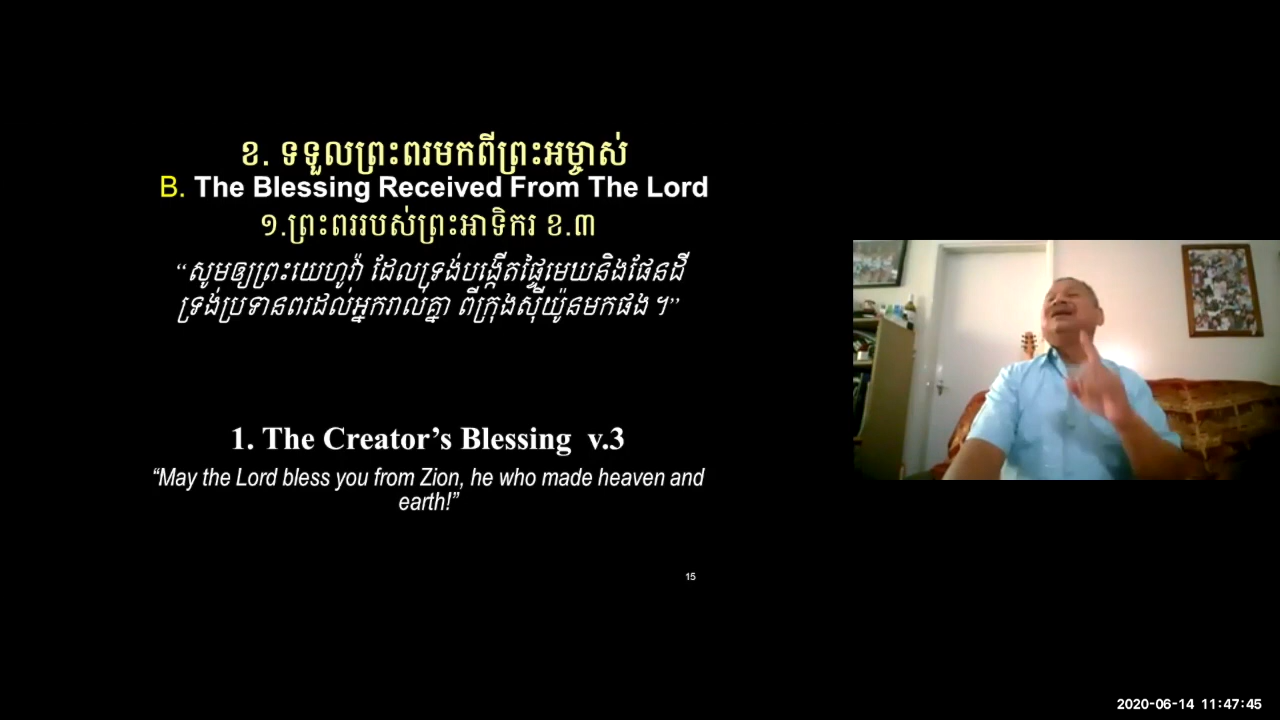 ខ. ទទួលព្រះពរមកពីព្រះអម្ចាស់
B. The Blessing Received From The Lord
១.ព្រះពររបស់ព្រះអាទិករ ខ.៣
“សូមឲ្យព្រះយេហូវ៉ា ដែលទ្រង់បង្កើតផ្ទៃមេឃនិងផែនដី
ទ្រង់ប្រទានពរដល់អ្នករាល់គ្នា ពីក្រុងស៊ីយ៉ូនមកផង ។”
1. The Creator’s Blessing v.3
“May the Lord bless you from Zion, he who made heaven and
earth!”
15
2020-06-14 11:47:45